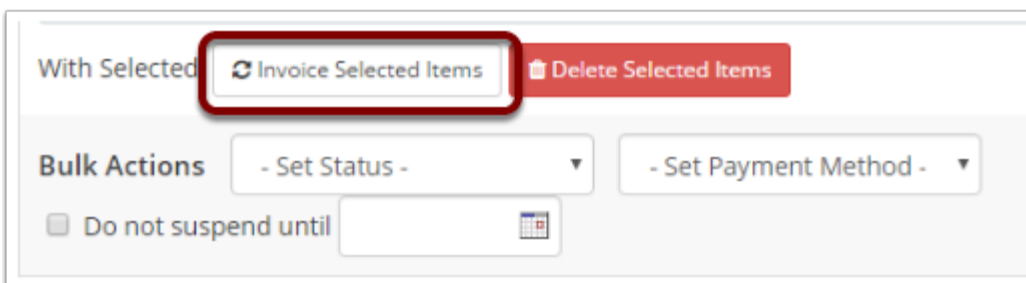 With Selected Invoice Selected Items Delete Selected Items
Bulk Actions - Set Status - - Set Payment Method -
Do not suspend until